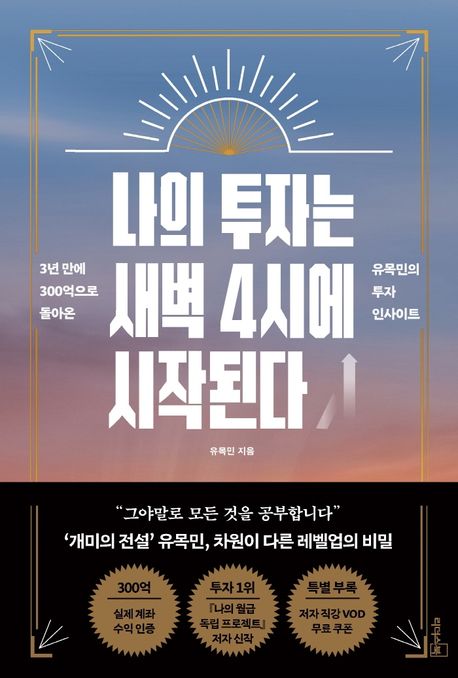 나의 투자는
새벽 4시에
시작된다
3년 만에
300억으로
돌아온
유목민의
투자
인사이트
유목민 지음
“그야말로 모든 것을 공부합니다”
‘개미의 전설’ 유목민, 차원이 다른 레벨업의 비밀
300억
실제 계좌
수익 인증
투자 1위
『나의 월급
독립 프로젝트』
저자 신작
특별 부록
저자 직강 VOD
무료 쿠폰
리더스북